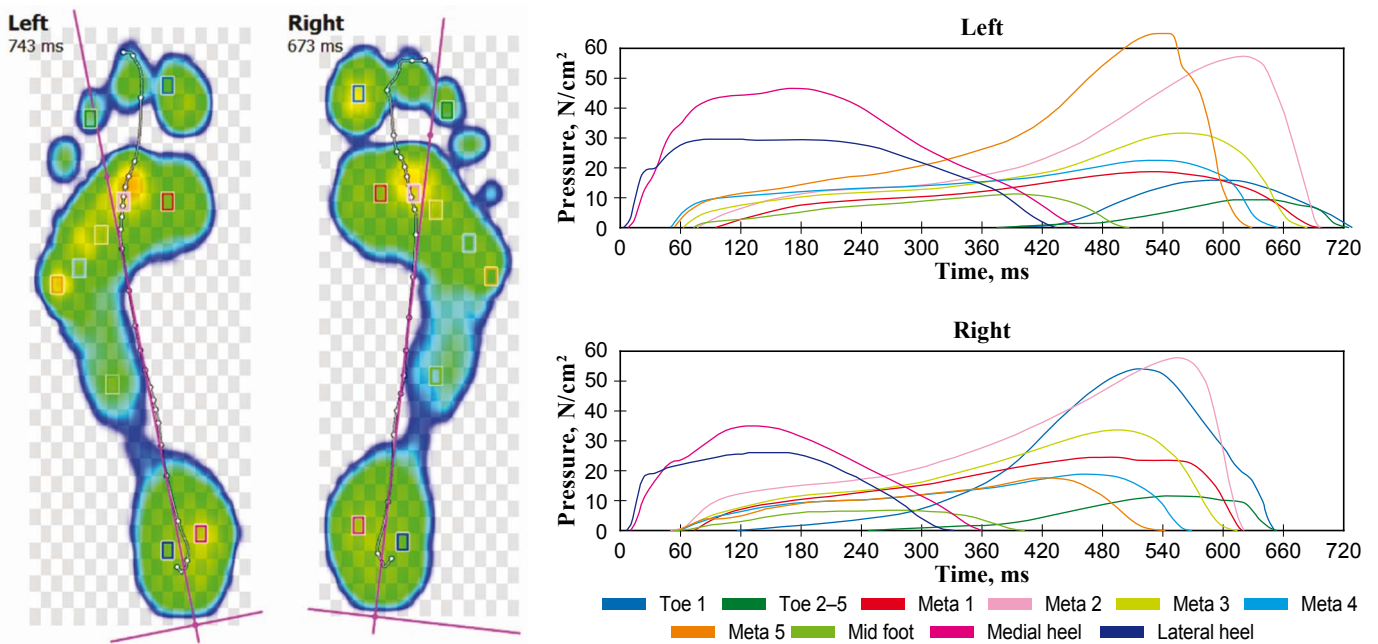 Left
743 ms
Right
673 ms
Left
Pressure, N/cm²
60
50
40
30
20
10
0
0 60 120 180 240 300 360 420 480 540 600 660 720
Time, ms
Right
Pressure, N/cm²
60
50
40
30
20
10
0
0 60 120 180 240 300 360 420 480 540 600 660 720
Time, ms
Toe 1 Toe 2–5 Meta 1 Meta 2 Meta 3 Meta 4
Meta 5 Mid foot Medial heel Lateral heel